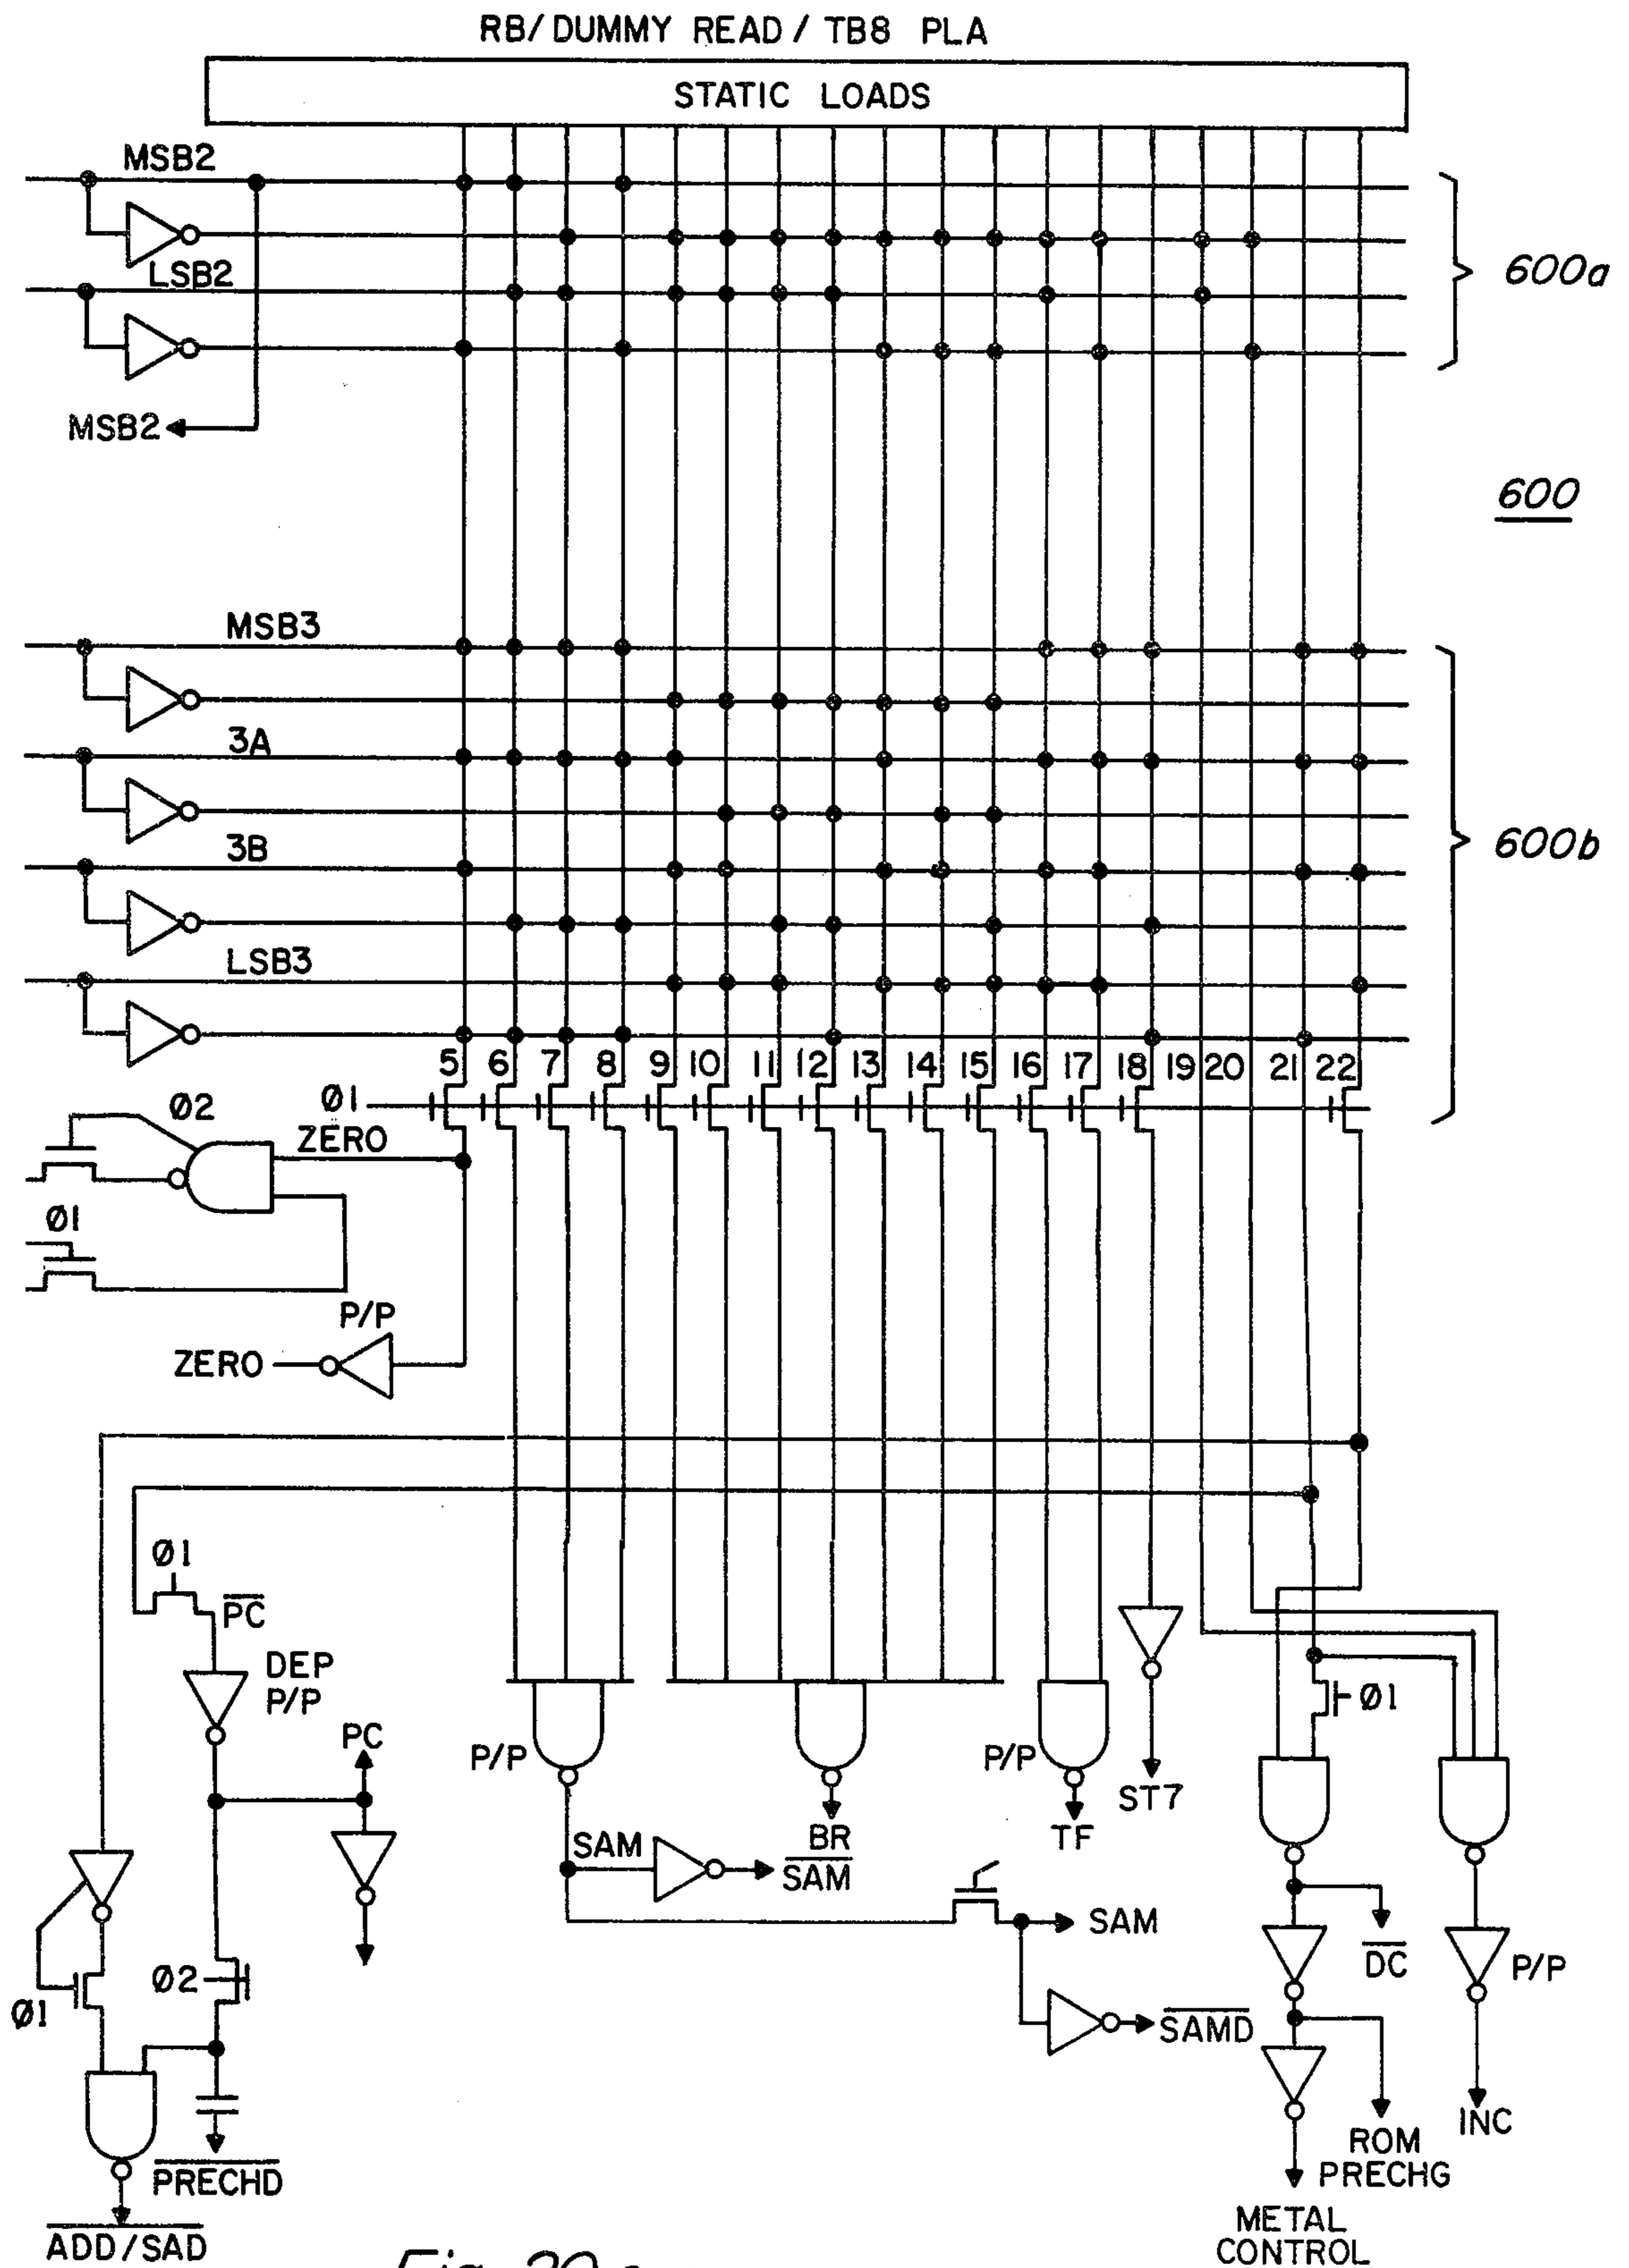 RB/DUMMY READ/TB8 PLA
STATIC LOADS
MSB2
LSB2
600a
MSB2
600
MSB3
3A
3B
600b
LSB3
5 6 7 8 9 10 11 12 13 14 15 16 17 18 19 20 21 22
Ø1
Ø2
ZERO
Ø1
P/P
ZERO
Ø1
PC
DEP
P/P
Ø1
PC
P/P
P/P
ST7
SAM
BR
TF
SAM
SAM
DC
P/P
Ø2
Ø1
SAMD
PRECHD
ROM
PRECHG
INC
ADD/SAD
METAL
CONTROL